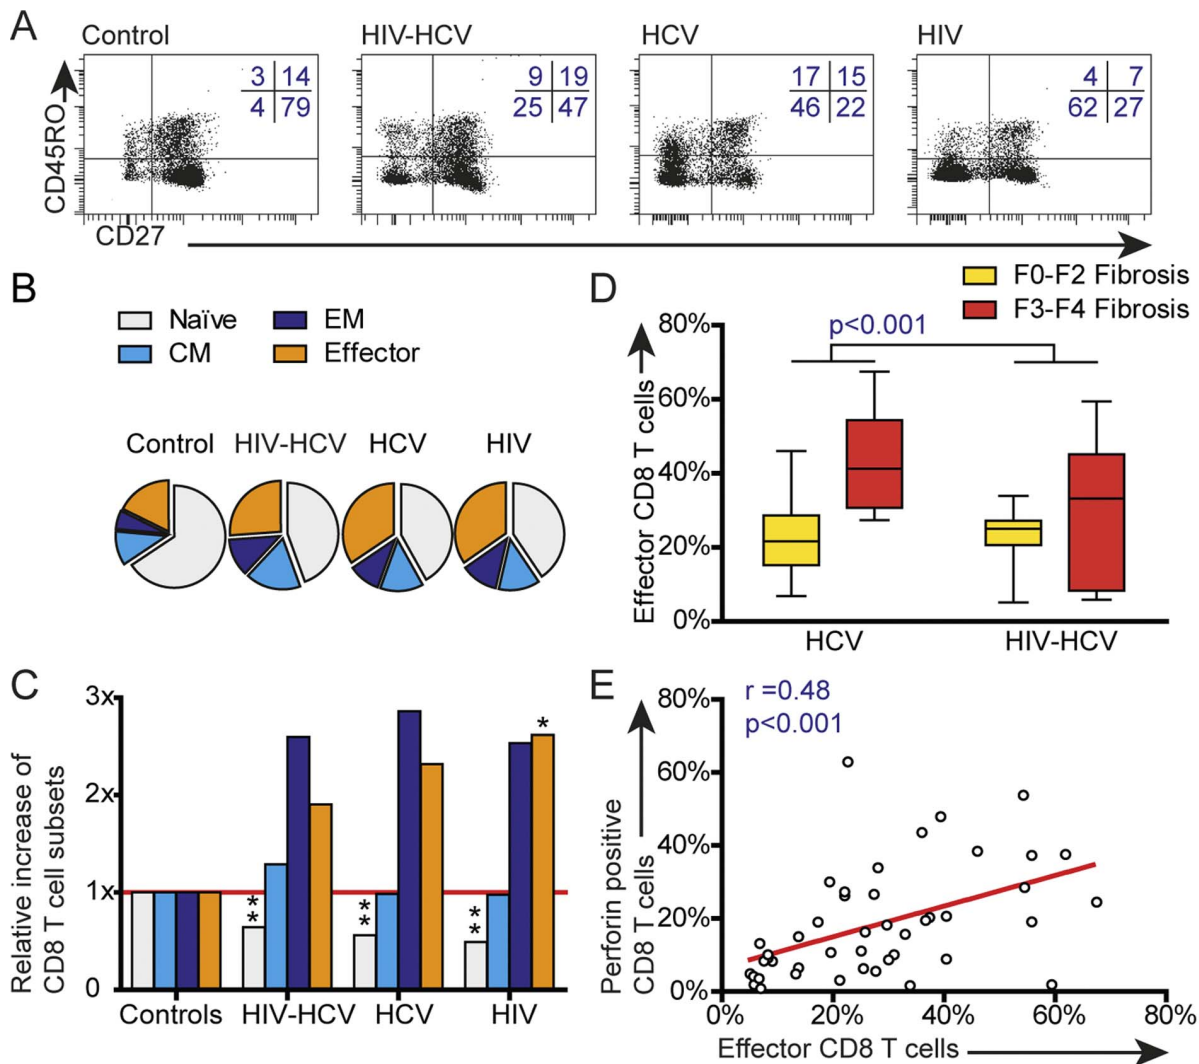 A
Control
HIV-HCV
HCV
HIV
3 14
4 79
9 19
25 47
17 15
46 22
4 7
62 27
CD45RO
CD27
B
Naïve
EM
CM
Effector
Control
HIV-HCV
HCV
HIV
D
F0-F2 Fibrosis
F3-F4 Fibrosis
p<0.001
Effector CD8 T cells
80%
60%
40%
20%
0%
HCV
HIV-HCV
C
Relative increase of
CD8 T cell subsets
3x
2x
1x
0
**
**
**
*
Controls
HIV-HCV
HCV
HIV
E
r =0.48
p<0.001
Perforin positive
CD8 T cells
80%
60%
40%
20%
0%
0%
20%
40%
60%
80%
Effector CD8 T cells